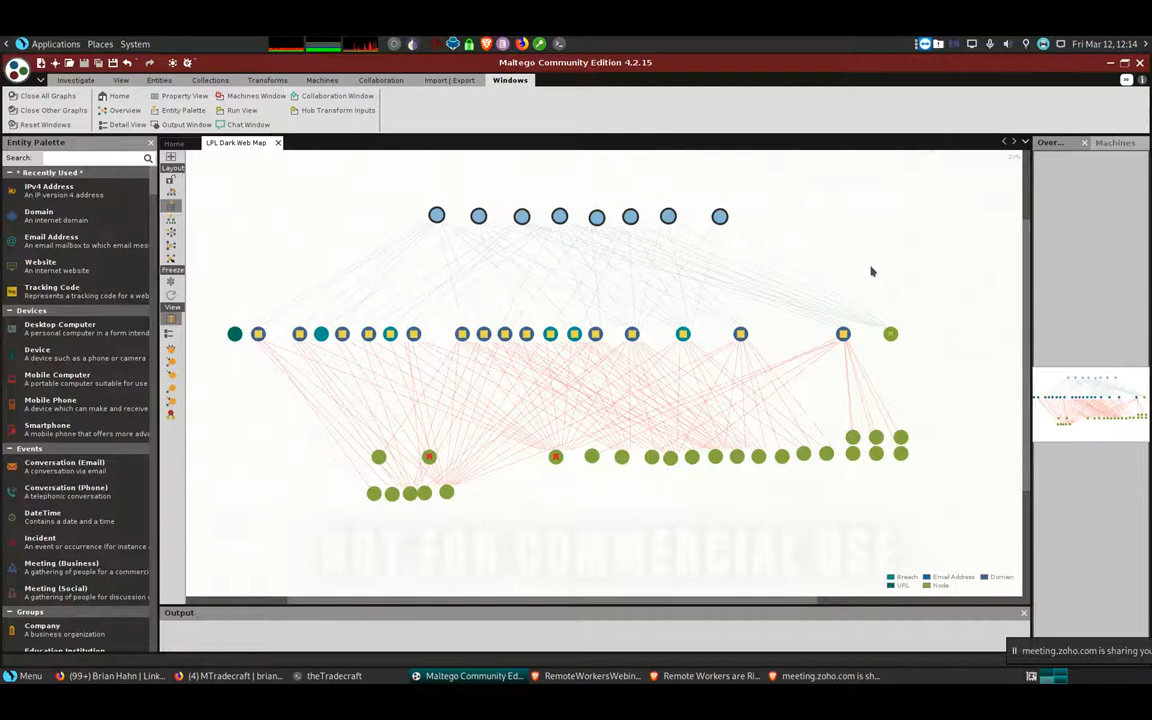 Applications Places System
EN
Fri Mar 12, 12:14
Maltego Community Edition 4.2.15
Investigate View Entities Collections Transforms Machines Collaboration Import | Export Windows
Close All Graphs Home Property View Machines Window Collaboration Window
Close Other Graphs Overview Entity Palette Run View Hub Transform Inputs
Reset Windows Detail View Output Window Chat Window
Entity Palette
Home LPL Dark Web Map
Over... Machines
Search:
Layout
* Recently Used *
IPv4 Address
An IP version 4 address
Domain
An internet domain
Email Address
An email mailbox to which email mes
Website
An internet website
Freeze
Tracking Code
Represents a tracking code for a web
View
Devices
Desktop Computer
A personal computer in a form intend
Device
A device such as a phone or camera
Mobile Computer
A portable computer suitable for use
Mobile Phone
A device which can make and receive
Smartphone
A mobile phone that offers more adva
Events
Conversation (Email)
A conversation via email
Conversation (Phone)
A telephonic conversation
DateTime
Contains a date and a time
Incident
An event or occurrence (for instance
Meeting (Business)
A gathering of people for a commerci
Meeting (Social)
A gathering of people for discussion o
Groups
Company
A business organization
Education Institution
NOT FOR COMMERCIAL USE
Breach Email Address Domain
URL Node
Output
meeting.zoho.com is sharing you
Menu (99+) Brian Hahn | Link... (4) MTradecraft | brian... theTradecraft Maltego Community Ed... RemoteWorkersWebin... Remote Workers are Ri... meeting.zoho.com is sh...